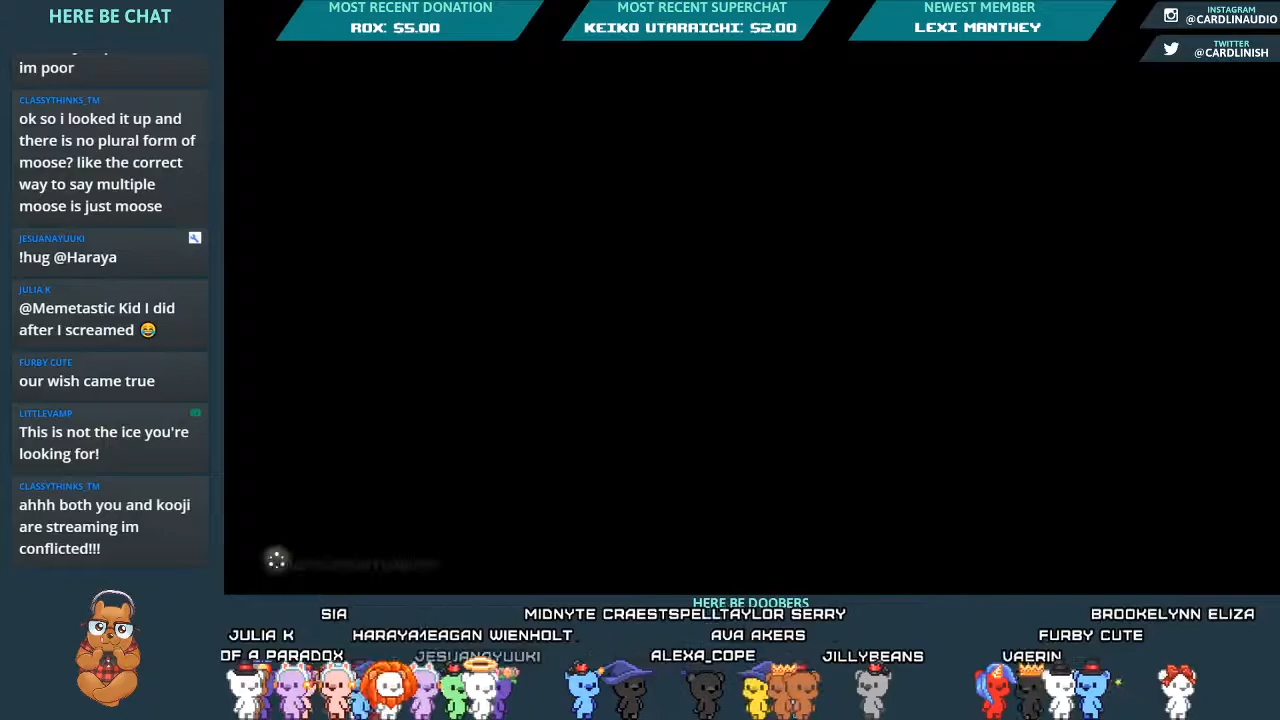 HERE BE CHAT
im poor
CLASSYTHINKS_TM
ok so i looked it up and
there is no plural form of
moose? like the correct
way to say multiple
moose is just moose
JESUANAYUUKI
!hug @Haraya
JULIA K
@Memetastic Kid I did
after I screamed 😂
FURBY CUTE
our wish came true
LITTLEVAMP
This is not the ice you're
looking for!
CLASSYTHINKS_TM
ahhh both you and kooji
are streaming im
conflicted!!!
MOST RECENT DONATION
ROX: $5.00
MOST RECENT SUPERCHAT
KEIKO UTARAICHI: $2.00
NEWEST MEMBER
LEXI MANTHEY
INSTAGRAM
@CARDLINAUDIO
TWITTER
@CARDLINISH
HERE BE DOOBERS
SIA MIDNYTE CRAESTSPELLTAYLOR SERRY BROOKELYNN ELIZA
JULIA K HARAYA WIENHOLT AVA AKERS FURBY CUTE
OF A PARADOX JESUANAYUUKI ALEXA_COPE JILLYBEANS VAERIN